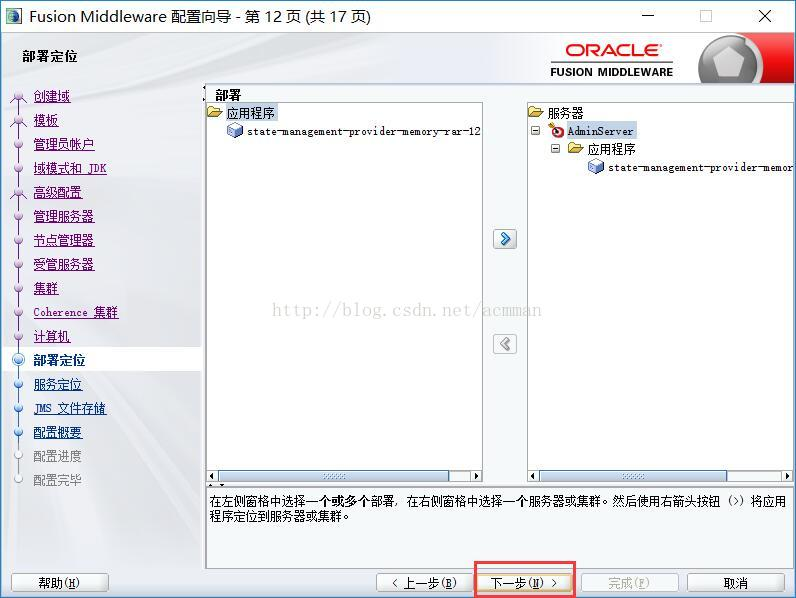 Fusion Middleware 配置向导 - 第 12 页 (共 17 页)
部署定位
ORACLE
FUSION MIDDLEWARE
创建域
模板
管理员帐户
域模式和 JDK
高级配置
管理服务器
节点管理器
受管服务器
集群
Coherence 集群
计算机
部署定位
服务定位
JMS 文件存储
配置概要
配置进度
配置完毕
部署
应用程序
state-management-provider-memory-rar-12
服务器
AdminServer
应用程序
state-management-provider-memor
http://blog.csdn.net/acmman
在左侧窗格中选择一个或多个部署, 在右侧窗格中选择一个服务器或集群。然后使用右箭头按钮 (>) 将应用
程序定位到服务器或集群。
帮助(H)
< 上一步(B)
下一步(N) >
完成(F)
取消